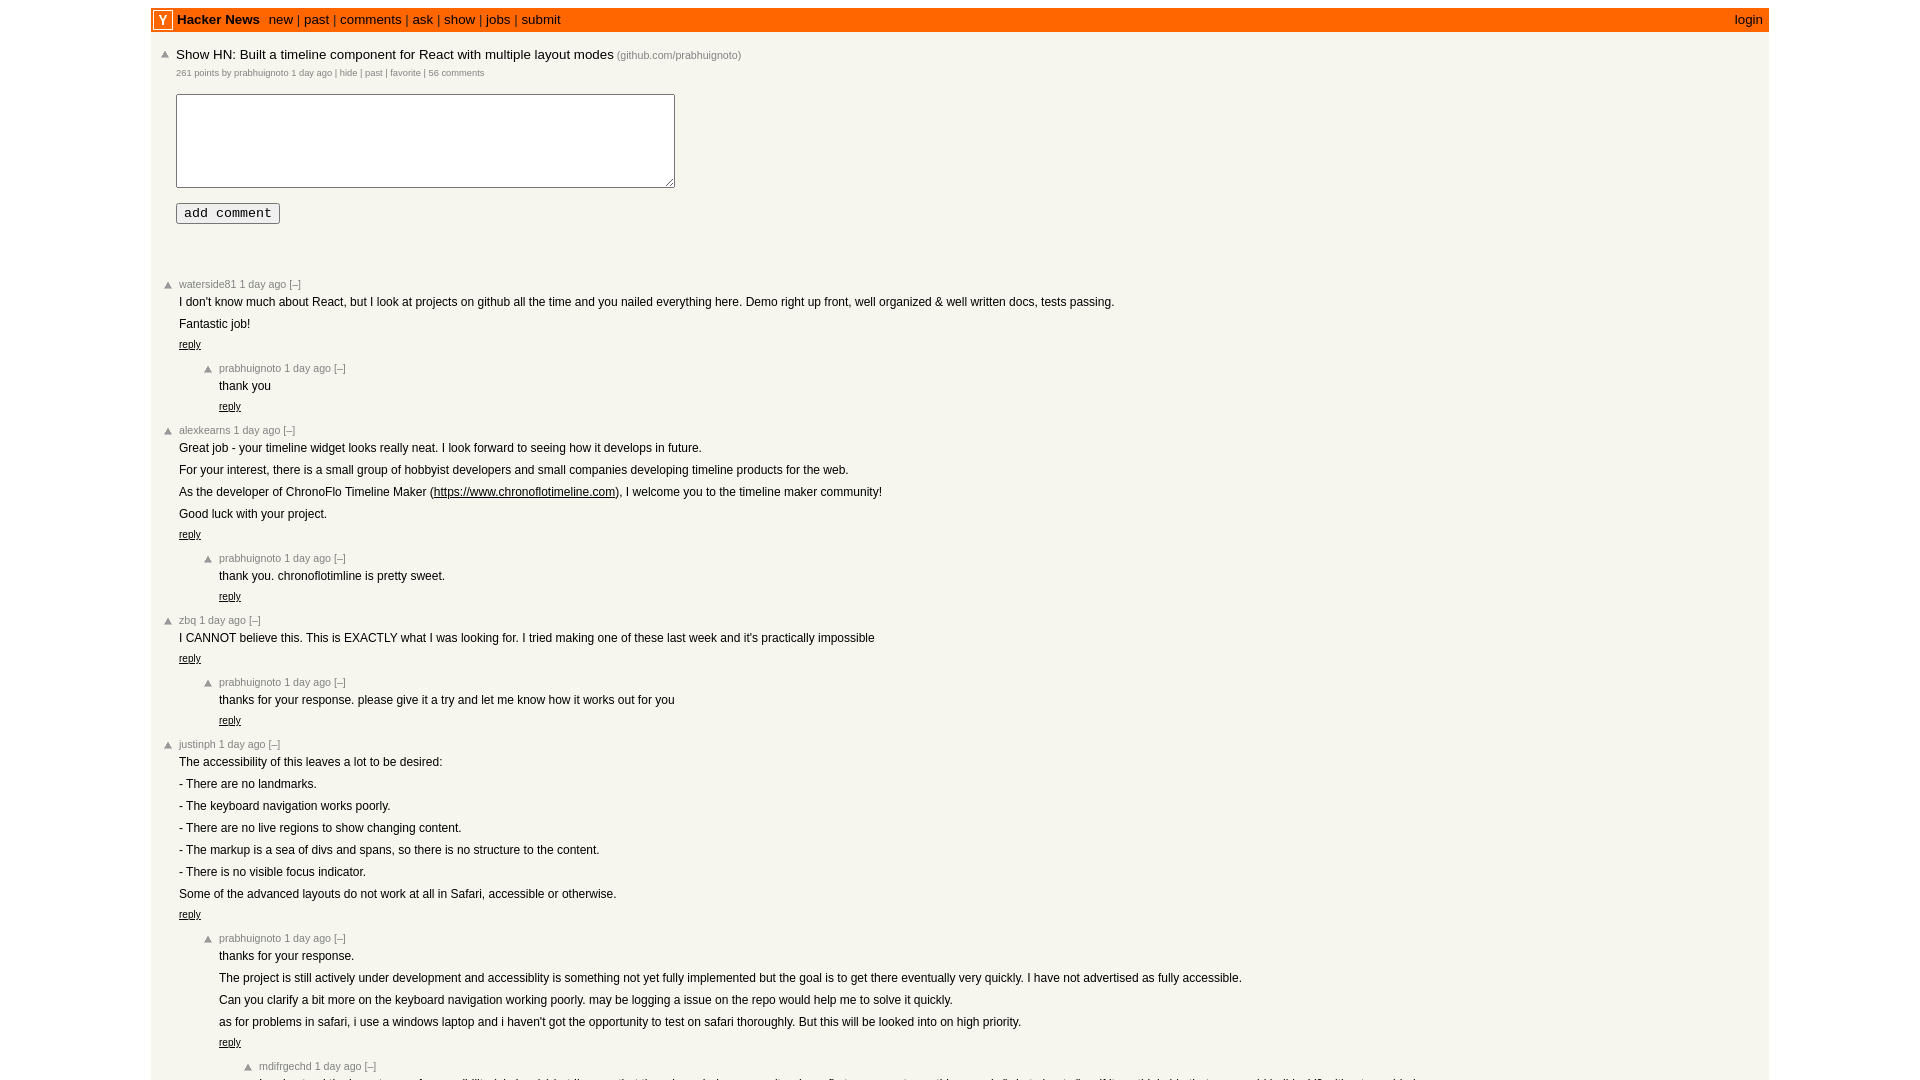 Y Hacker News new | past | comments | ask | show | jobs | submit login
Show HN: Built a timeline component for React with multiple layout modes (github.com/prabhuignoto)
261 points by prabhuignoto 1 day ago | hide | past | favorite | 56 comments
add comment
waterside81 1 day ago [–]
I don't know much about React, but I look at projects on github all the time and you nailed everything here. Demo right up front, well organized & well written docs, tests passing.
Fantastic job!
reply
prabhuignoto 1 day ago [–]
thank you
reply
alexkearns 1 day ago [–]
Great job - your timeline widget looks really neat. I look forward to seeing how it develops in future.
For your interest, there is a small group of hobbyist developers and small companies developing timeline products for the web.
As the developer of ChronoFlo Timeline Maker (https://www.chronoflotimeline.com), I welcome you to the timeline maker community!
Good luck with your project.
reply
prabhuignoto 1 day ago [–]
thank you. chronoflotimline is pretty sweet.
reply
zbq 1 day ago [–]
I CANNOT believe this. This is EXACTLY what I was looking for. I tried making one of these last week and it's practically impossible
reply
prabhuignoto 1 day ago [–]
thanks for your response. please give it a try and let me know how it works out for you
reply
justinph 1 day ago [–]
The accessibility of this leaves a lot to be desired:
- There are no landmarks.
- The keyboard navigation works poorly.
- There are no live regions to show changing content.
- The markup is a sea of divs and spans, so there is no structure to the content.
- There is no visible focus indicator.
Some of the advanced layouts do not work at all in Safari, accessible or otherwise.
reply
prabhuignoto 1 day ago [–]
thanks for your response.
The project is still actively under development and accessiblity is something not yet fully implemented but the goal is to get there eventually very quickly. I have not advertised as fully accessible.
Can you clarify a bit more on the keyboard navigation working poorly. may be logging a issue on the repo would help me to solve it quickly.
as for problems in safari, i use a windows laptop and i haven't got the opportunity to test on safari thoroughly. But this will be looked into on high priority.
reply
mdifrgechd 1 day ago [–]